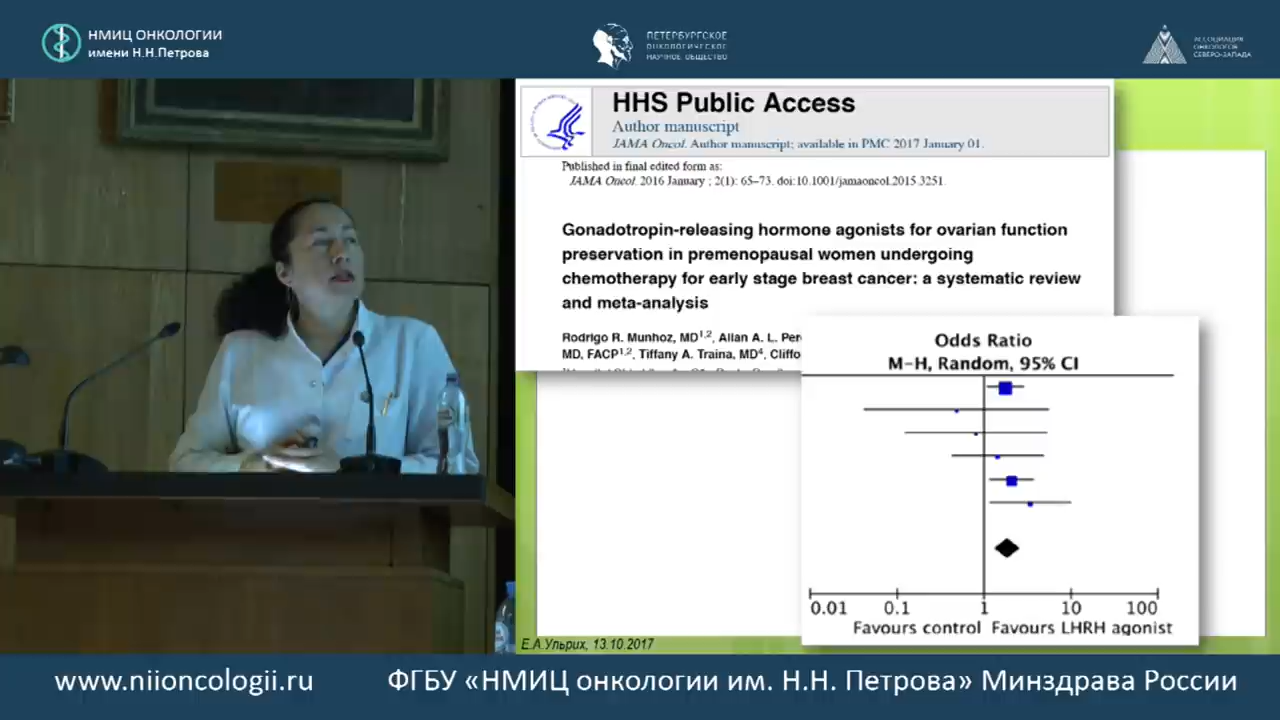 НМИЦ ОНКОЛОГИИ
имени Н.Н.Петрова
ПЕТЕРБУРГСКОЕ
ОНКОЛОГИЧЕСКОЕ
НАУЧНОЕ ОБЩЕСТВО
АССОЦИАЦИЯ
ОНКОЛОГОВ
СЕВЕРО-ЗАПАДА
HHS Public Access
Author manuscript
JAMA Oncol. Author manuscript; available in PMC 2017 January 01.
Published in final edited form as:
JAMA Oncol. 2016 January ; 2(1): 65–73. doi:10.1001/jamaoncol.2015.3251.
Gonadotropin-releasing hormone agonists for ovarian function
preservation in premenopausal women undergoing
chemotherapy for early stage breast cancer: a systematic review
and meta-analysis
Rodrigo R. Munhoz, MD1,2, Allan A. L.
MD, FACP1,2, Tiffany A. Traina, MD4,
Odds Ratio
M-H, Random, 95% CI
0.01 0.1 1 10 100
Favours control Favours LHRH agonist
Е.А.Ульрих, 13.10.2017
www.niioncologii.ru ФГБУ «НМИЦ онкологии им. Н.Н. Петрова» Минздрава России